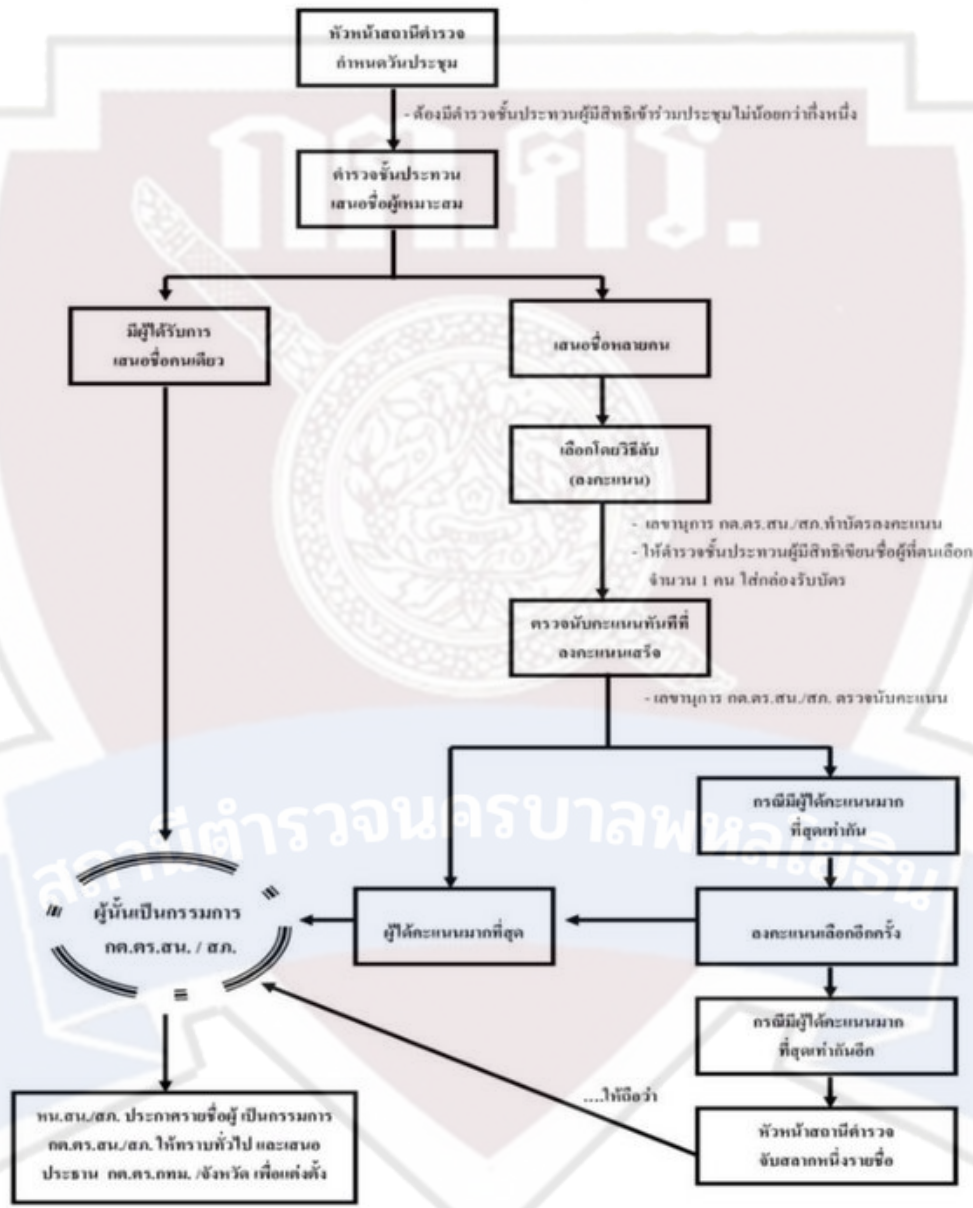 กต.ตร.
หัวหน้าสถานีตำรวจ
กำหนดวันประชุม
- ต้องมีตำรวจชั้นประทวนผู้มีสิทธิเข้าร่วมประชุมไม่น้อยกว่ากึ่งหนึ่ง
ตำรวจชั้นประทวน
เสนอชื่อผู้เหมาะสม
มีผู้ได้รับการ
เสนอชื่อคนเดียว
เสนอชื่อหลายคน
เลือกโดยวิธีลับ
(ลงคะแนน)
- เลขานุการ กต.ตร.สน./สภ.ทำบัตรลงคะแนน
- ให้ตำรวจชั้นประทวนผู้มีสิทธิเขียนชื่อผู้ที่ตนเลือก
จำนวน 1 คน ใส่กล่องรับบัตร
ตรวจนับคะแนนทันทีที่
ลงคะแนนเสร็จ
- เลขานุการ กต.ตร.สน./สภ. ตรวจนับคะแนน
กรณีมีผู้ได้คะแนนมาก
ที่สุดเท่ากัน
สถานีตำรวจนครบาลพหลโยธิน
ผู้นั้นเป็นกรรมการ
กต.ตร.สน. / สภ.
ผู้ได้คะแนนมากที่สุด
ลงคะแนนเลือกอีกครั้ง
กรณีมีผู้ได้คะแนนมาก
ที่สุดเท่ากันอีก
....ให้ถือว่า
หัวหน้าสถานีตำรวจ
จับสลากหนึ่งรายชื่อ
หน.สน./สภ. ประกาศรายชื่อผู้ เป็นกรรมการ
กต.ตร.สน./สภ. ให้ทราบทั่วไป และเสนอ
ประธาน กต.ตร.กทม. /จังหวัด เพื่อแต่งตั้ง